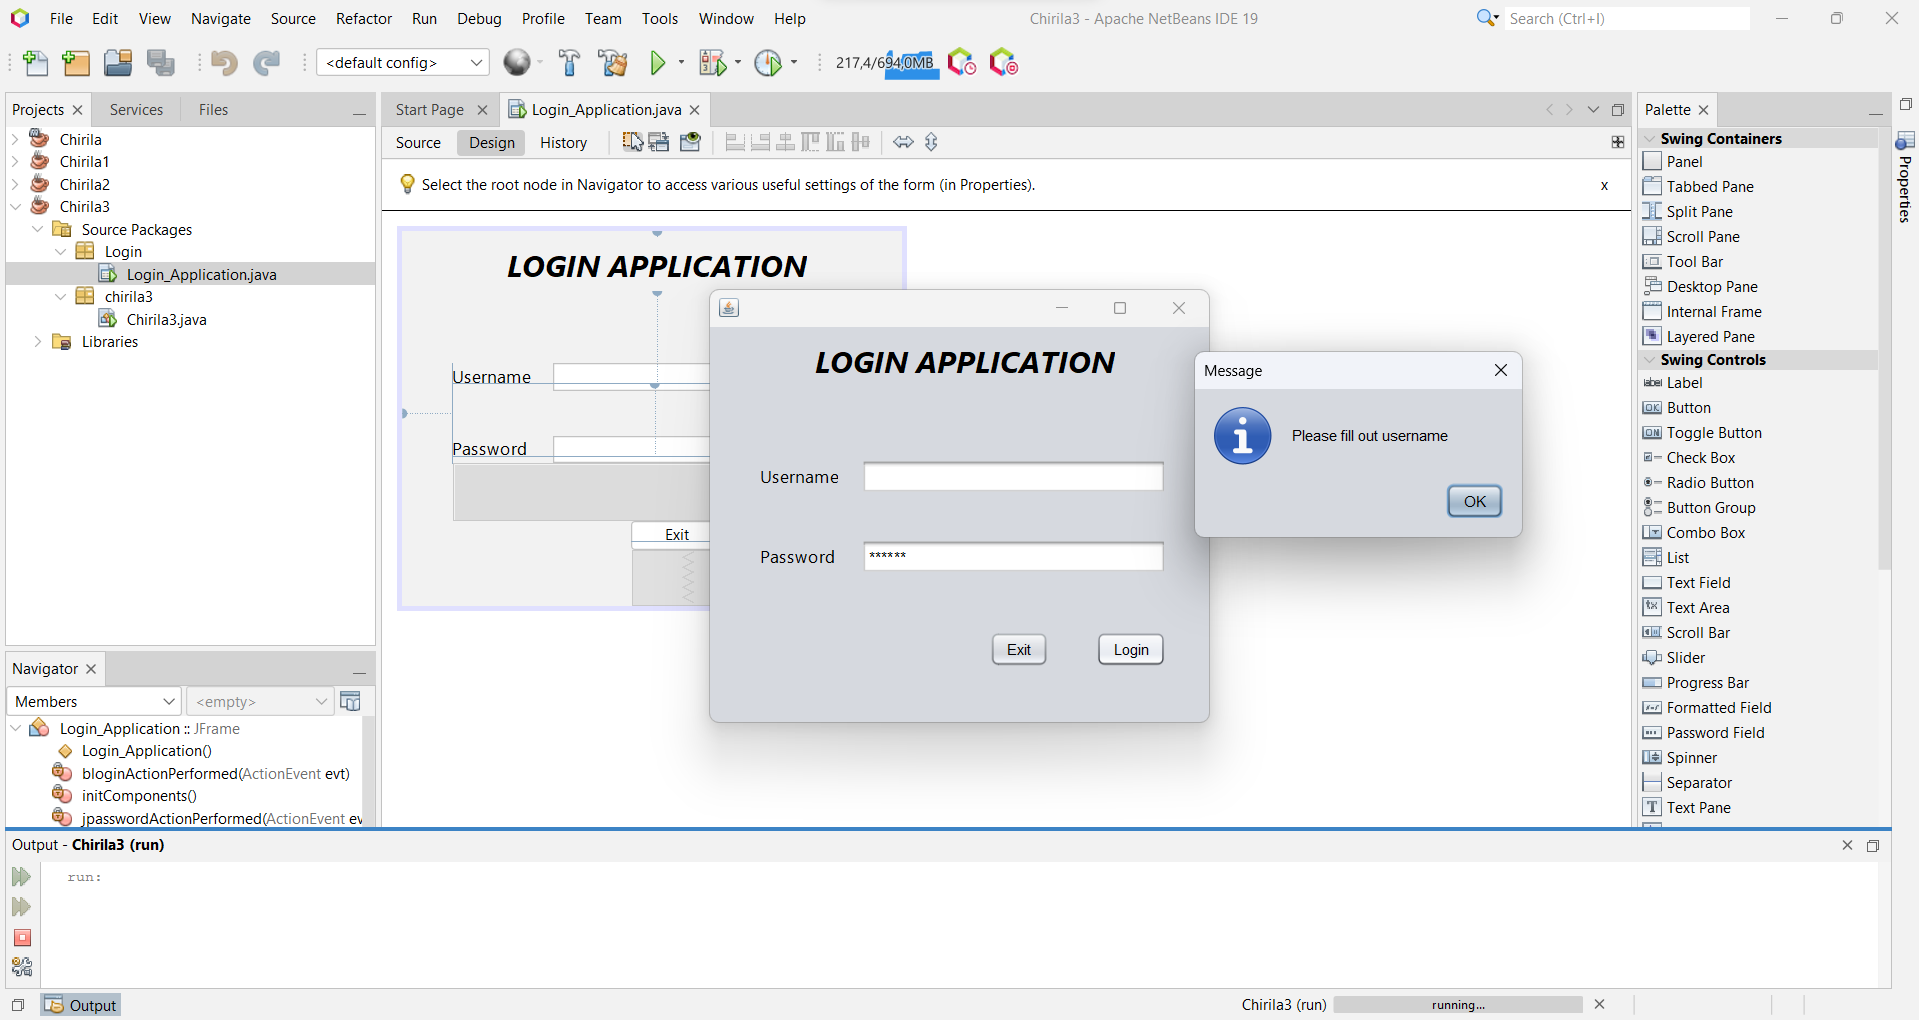 File Edit View Navigate Source Refactor Run Debug Profile Team Tools Window Help
Chirila3 - Apache NetBeans IDE 19
Search (Ctrl+I)
<default config>
217,4/694,0MB
Projects Services Files
Chirila
Chirila1
Chirila2
Chirila3
Source Packages
Login
Login_Application.java
chirila3
Chirila3.java
Libraries
Start Page Login_Application.java
Source Design History
Select the root node in Navigator to access various useful settings of the form (in Properties).
x
LOGIN APPLICATION
Username
Password
Exit
LOGIN APPLICATION
Username
Password ******
Exit Login
Message
Please fill out username
OK
Palette
Swing Containers
Panel
Tabbed Pane
Split Pane
Scroll Pane
Tool Bar
Desktop Pane
Internal Frame
Layered Pane
Swing Controls
Label
Button
Toggle Button
Check Box
Radio Button
Button Group
Combo Box
List
Text Field
Text Area
Scroll Bar
Slider
Progress Bar
Formatted Field
Password Field
Spinner
Separator
Text Pane
Properties
Navigator
Members <empty>
Login_Application :: JFrame
Login_Application()
bloginActionPerformed(ActionEvent evt)
initComponents()
jpasswordActionPerformed(ActionEvent ev
Output - Chirila3 (run)
run:
Output
Chirila3 (run) running...